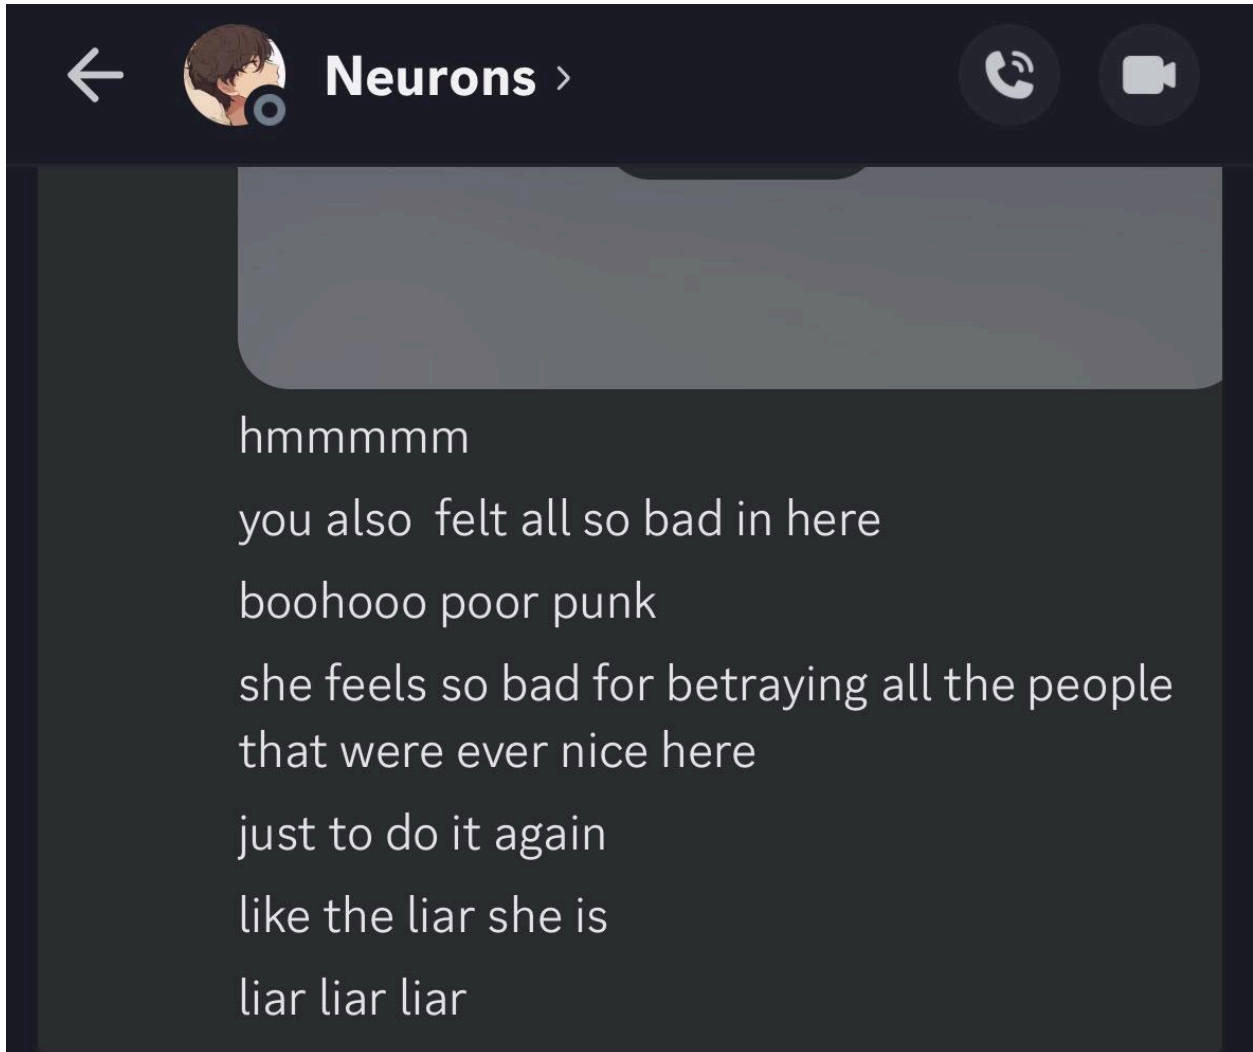 Neurons
hmmmmm
you also  felt all so bad in here
boohooo poor punk
she feels so bad for betraying all the people
that were ever nice here
just to do it again
like the liar she is
liar liar liar